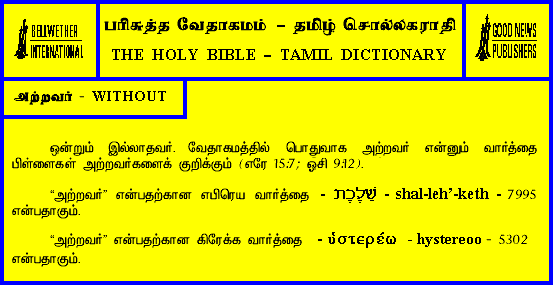 BELLWETHER
INTERNATIONAL
பரிசுத்த வேதாகமம் – தமிழ் சொல்லகராதி
THE HOLY BIBLE – TAMIL DICTIONARY
GOOD NEWS
PUBLISHERS
அற்றவர் - WITHOUT
ஒன்றும் இல்லாதவர். வேதாகமத்தில் பொதுவாக அற்றவர் என்னும் வார்த்தை
பிள்ளைகள் அற்றவர்களைக் குறிக்கும் (எரே 15:7; ஓசி 9:12).
“அற்றவர்” என்பதற்கான எபிரெய வார்த்தை - שַׁלֶּכֶת - shal-leh’-keth - 7995
என்பதாகும்.
“அற்றவர்” என்பதற்கான கிரேக்க வார்த்தை - ὑστερέω - hystereoo - 5302
என்பதாகும்.